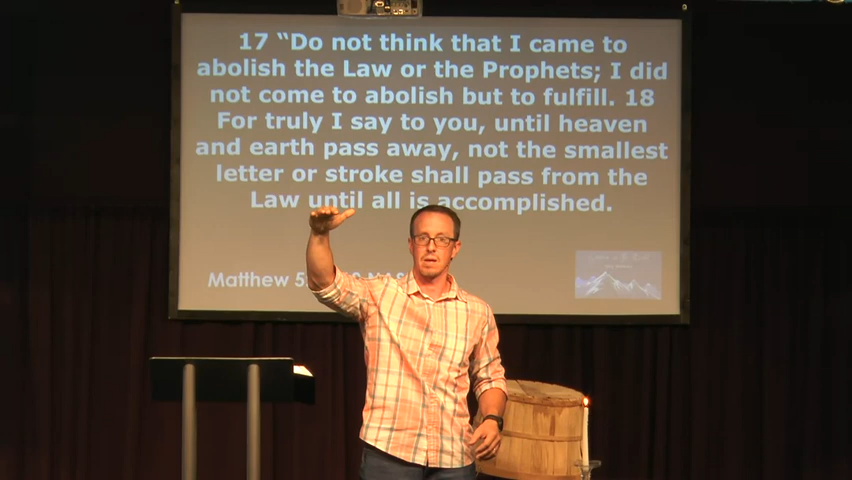 17 “Do not think that I came to
abolish the Law or the Prophets; I did
not come to abolish but to fulfill. 18
For truly I say to you, until heaven
and earth pass away, not the smallest
letter or stroke shall pass from the
Law until all is accomplished.
Matthew 5